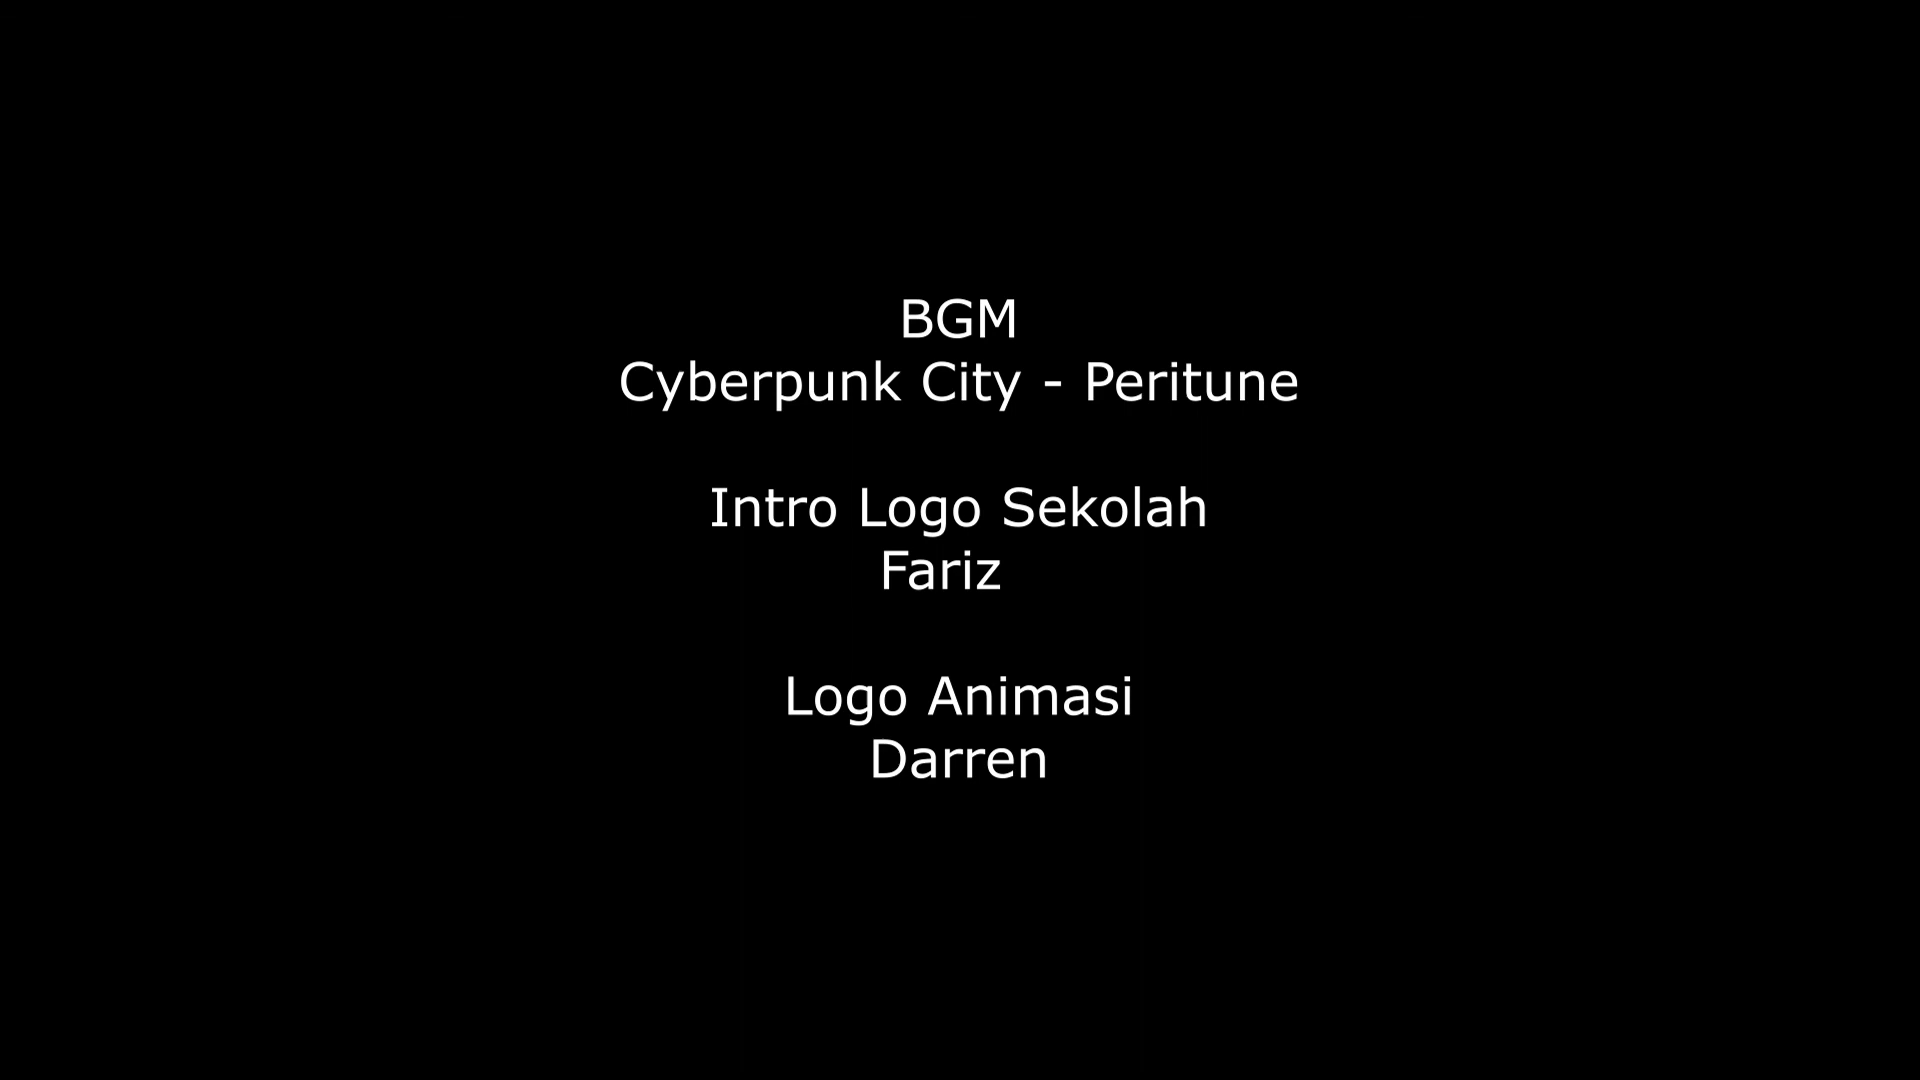 BGM
Cyberpunk City - Peritune
Intro Logo Sekolah
Fariz
Logo Animasi
Darren